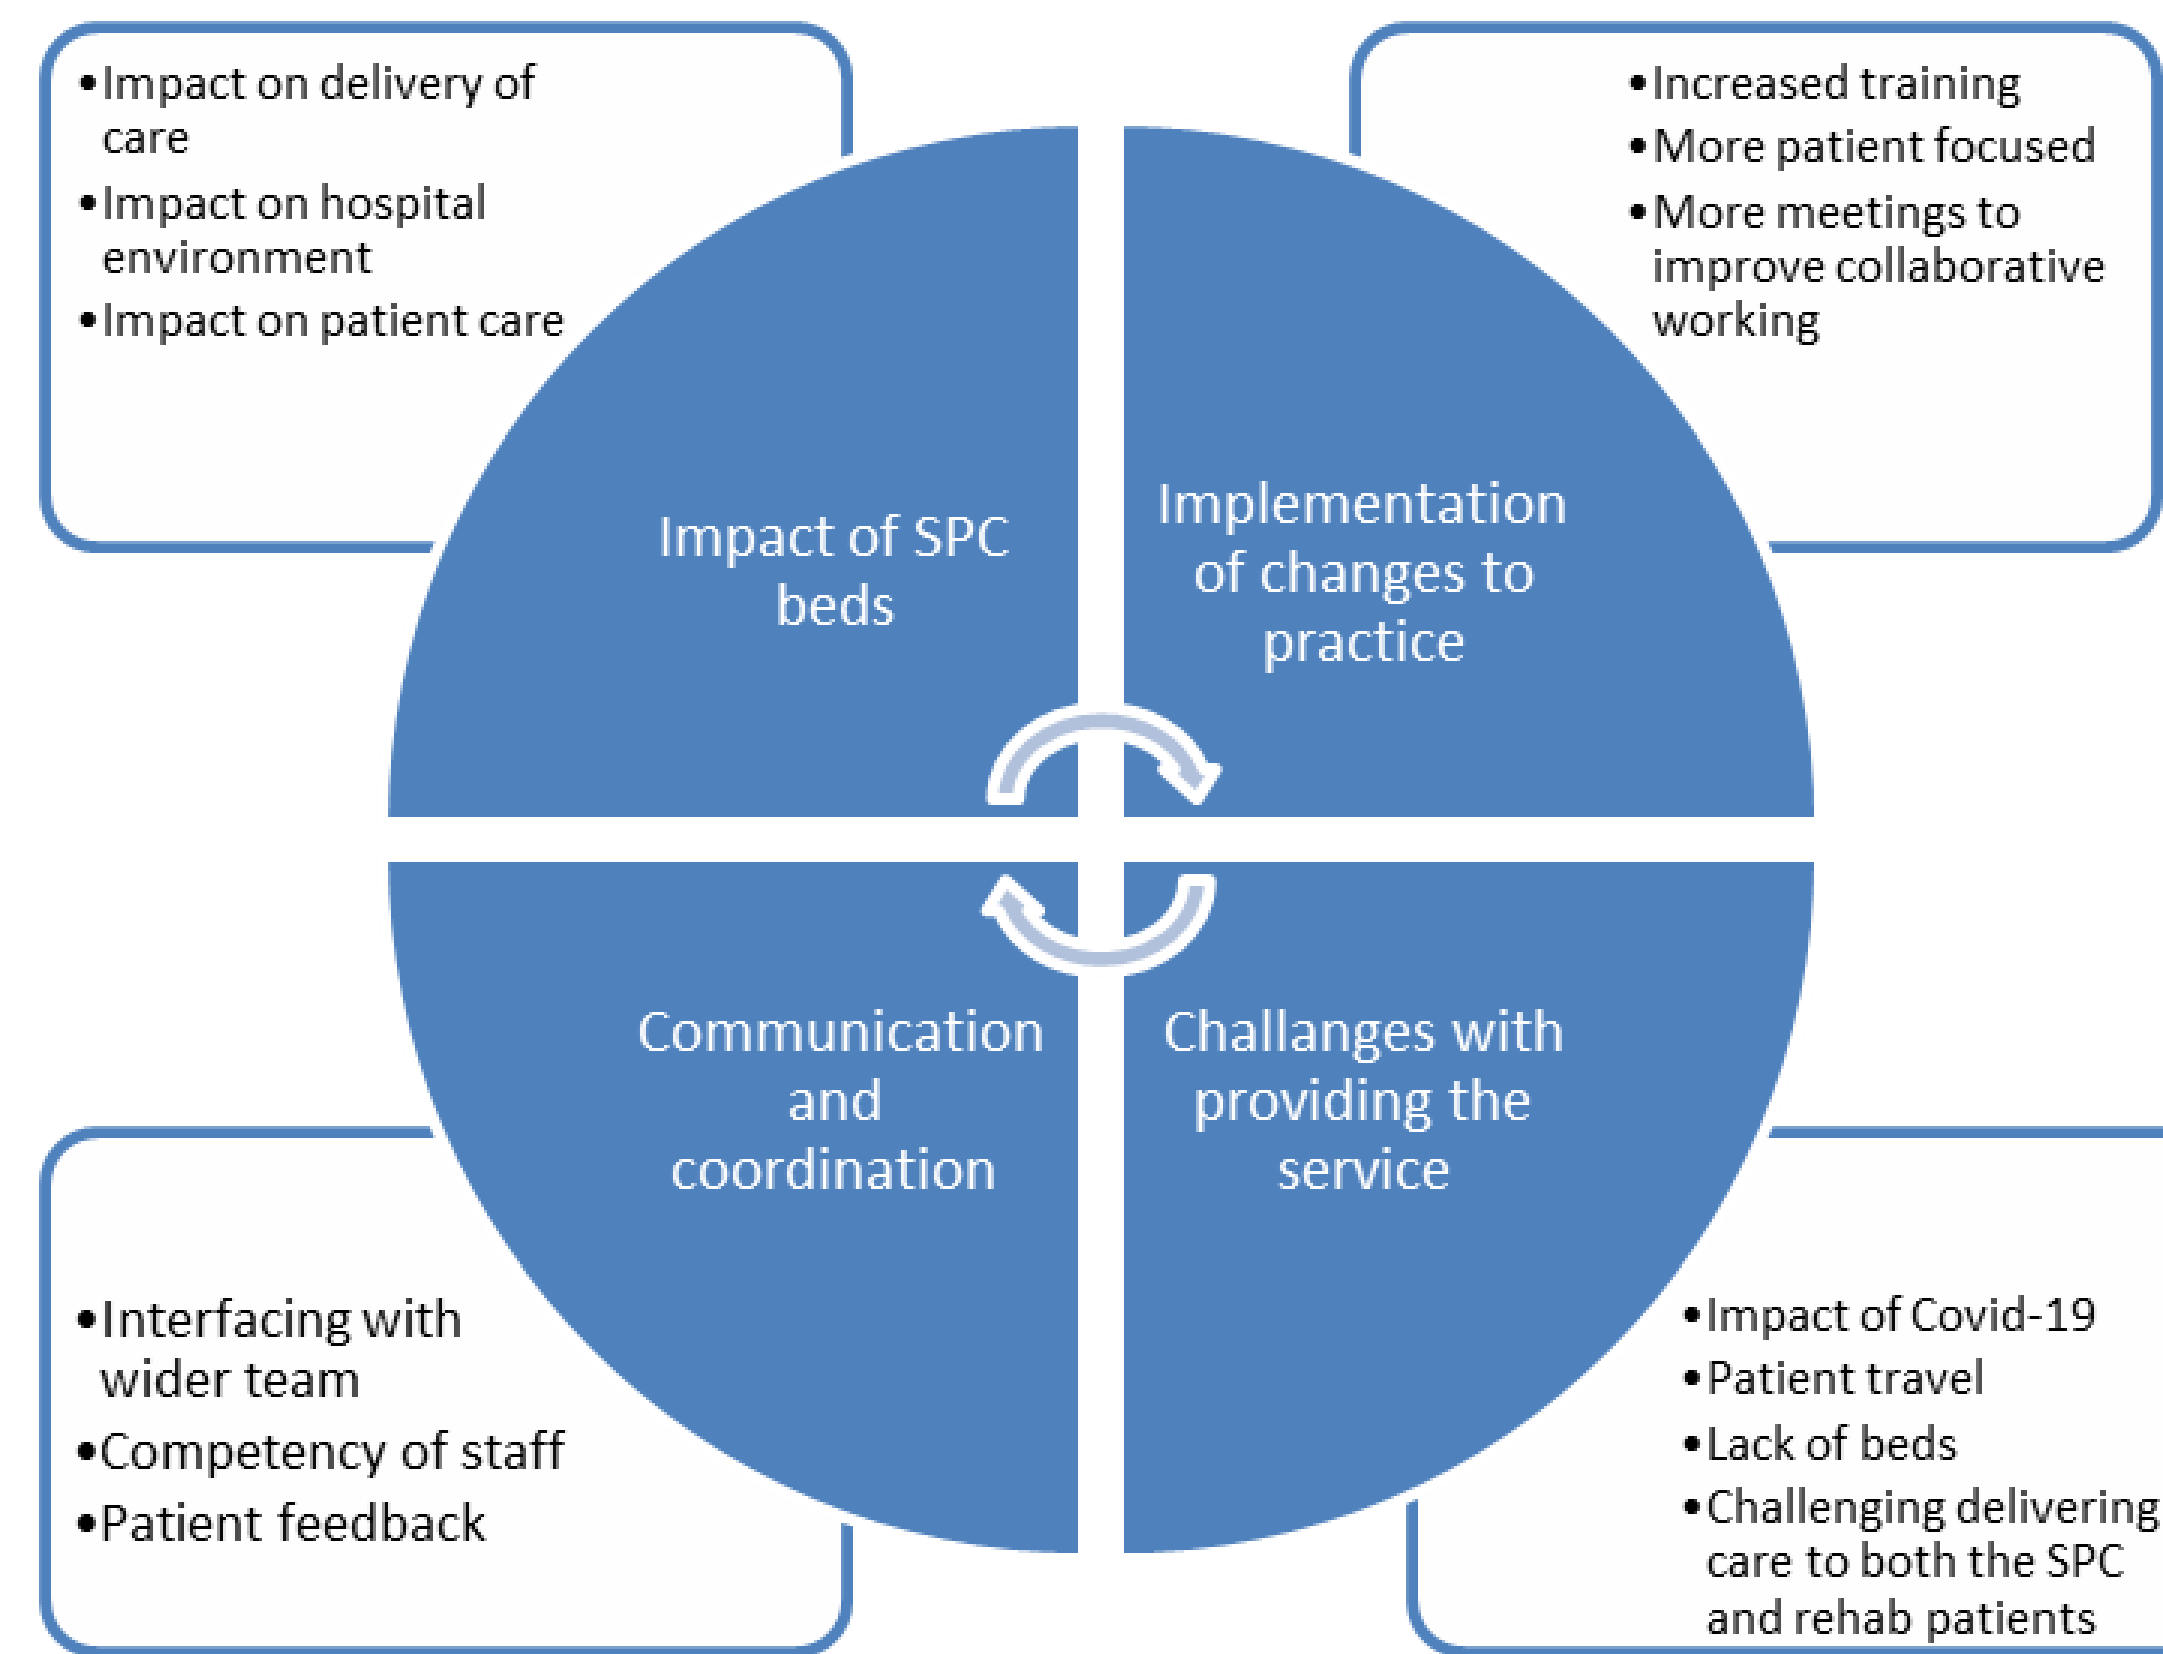 •Impact on delivery of
care
•Impact on hospital
environment
•Impact on patient care
•Increased training
•More patient focused
•More meetings to
improve collaborative
working
Impact of SPC
beds
Implementation
of changes to
practice
Communication
and
coordination
Challanges with
providing the
service
•Interfacing with
wider team
•Competency of staff
•Patient feedback
•Impact of Covid-19
•Patient travel
•Lack of beds
•Challenging delivering
care to both the SPC
and rehab patients